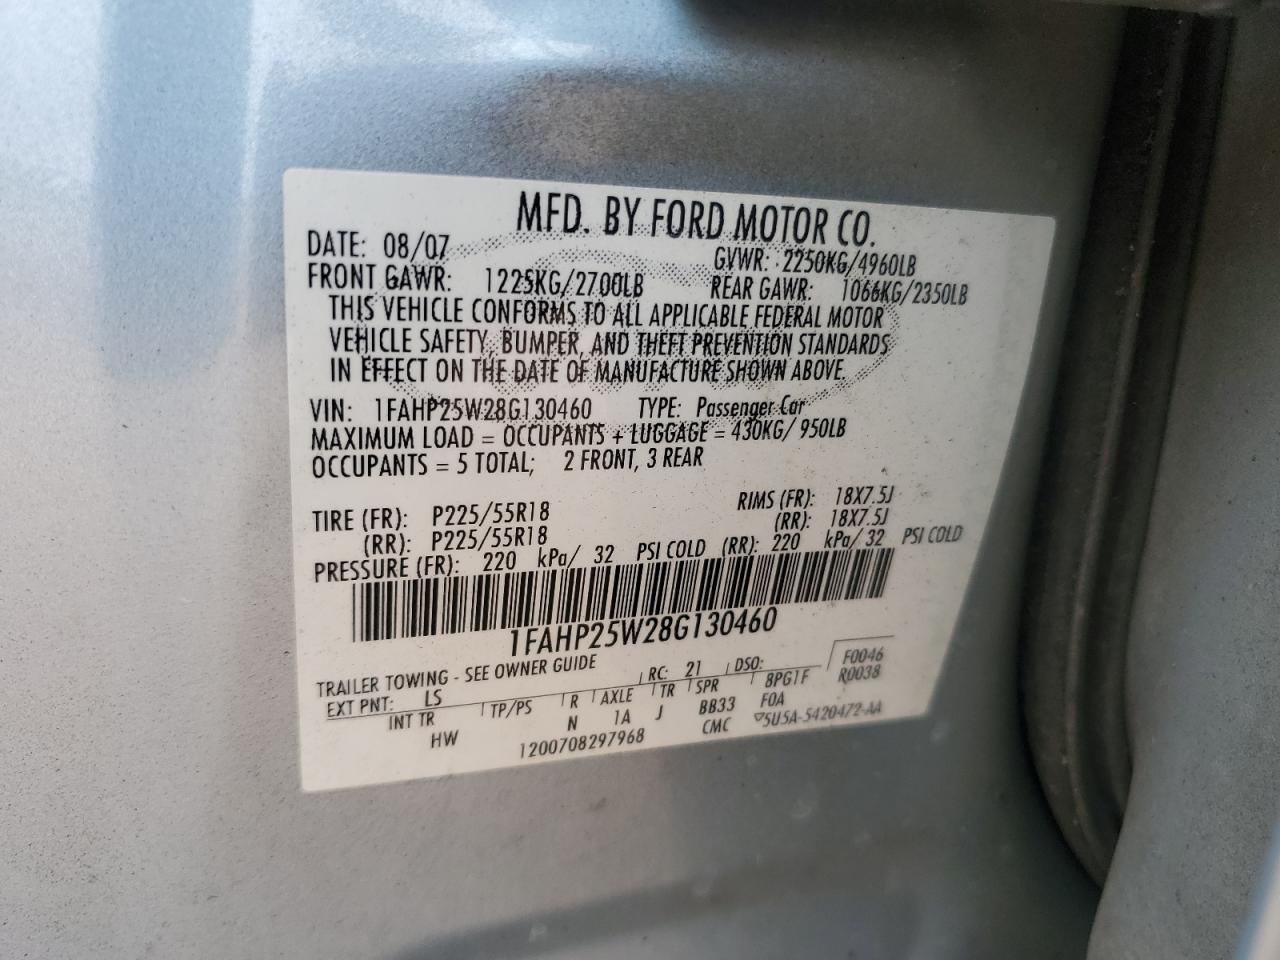 MFD. BY FORD MOTOR CO.
DATE: 08/07 GVWR: 2250KG/4960LB
FRONT GAWR: 1225KG/2700LB REAR GAWR: 1066KG/2350LB
THIS VEHICLE CONFORMS TO ALL APPLICABLE FEDERAL MOTOR
VEHICLE SAFETY, BUMPER, AND THEFT PREVENTION STANDARDS
IN EFFECT ON THE DATE OF MANUFACTURE SHOWN ABOVE.
VIN: 1FAHP25W28G130460 TYPE: Passenger Car
MAXIMUM LOAD = OCCUPANTS + LUGGAGE = 430KG/ 950LB
OCCUPANTS = 5 TOTAL; 2 FRONT, 3 REAR
TIRE (FR): P225/55R18 RIMS (FR): 18X7.5J
(RR): P225/55R18 (RR): 18X7.5J
PRESSURE (FR): 220 kPa/ 32 PSI COLD (RR): 220 kPa/ 32 PSI COLD
1FAHP25W28G130460
TRAILER TOWING - SEE OWNER GUIDE F0046
EXT PNT: LS RC: 21 DSO: R0038
INT TR TP/PS R AXLE TR SPR 8PG1F
HW N 1A J BB33 FOA
1200708297968 CMC ▽5U5A-5420472-AA